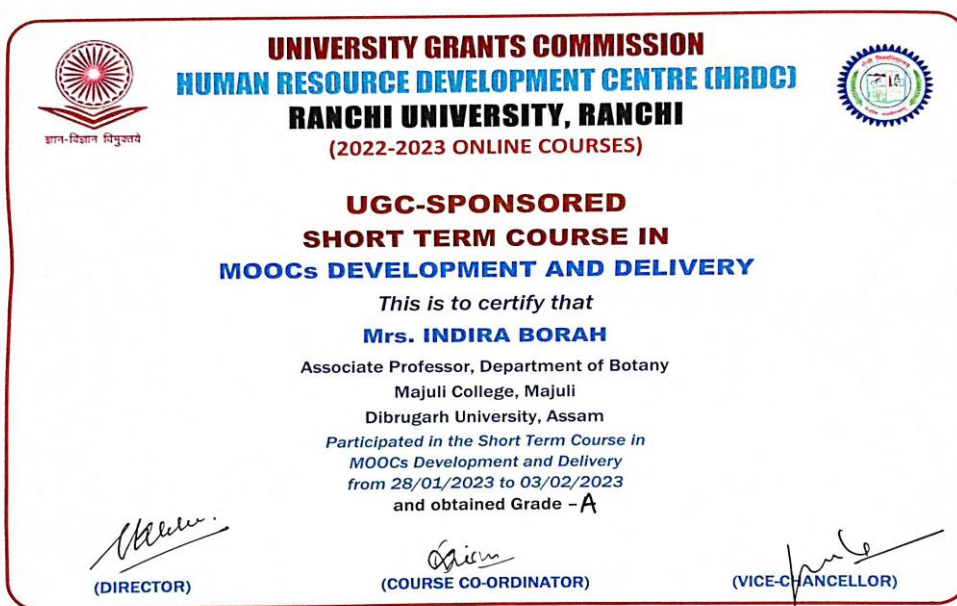 UNIVERSITY GRANTS COMMISSION
HUMAN RESOURCE DEVELOPMENT CENTRE (HRDC)
RANCHI UNIVERSITY, RANCHI
(2022-2023 ONLINE COURSES)
ज्ञान-विज्ञान विमुक्तये
UGC-SPONSORED
SHORT TERM COURSE IN
MOOCs DEVELOPMENT AND DELIVERY
This is to certify that
Mrs. INDIRA BORAH
Associate Professor, Department of Botany
Majuli College, Majuli
Dibrugarh University, Assam
Participated in the Short Term Course in
MOOCs Development and Delivery
from 28/01/2023 to 03/02/2023
and obtained Grade – A
(DIRECTOR)
(COURSE CO-ORDINATOR)
(VICE-CHANCELLOR)